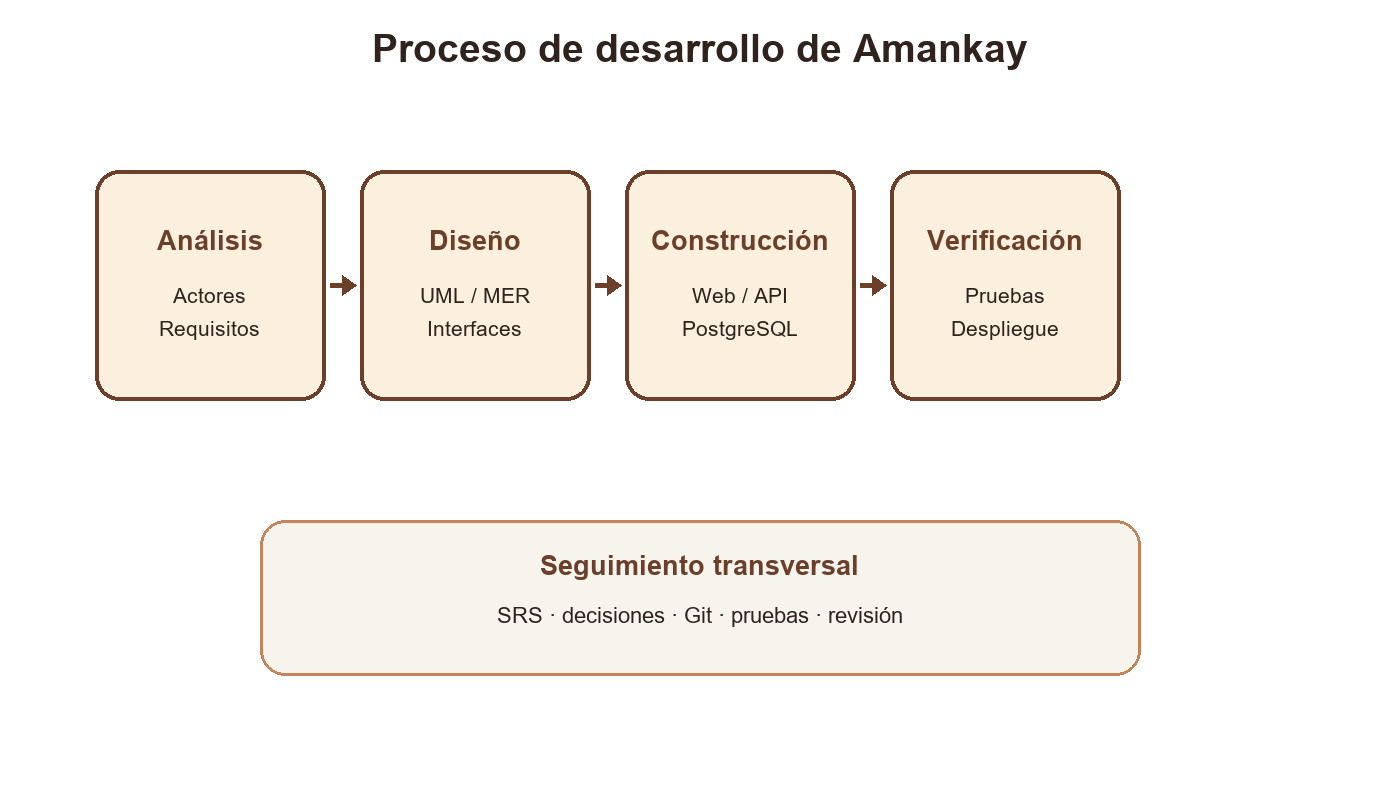 Proceso de desarrollo de Amankay
Análisis
Actores
Requisitos
Diseño
UML / MER
Interfaces
Construcción
Web / API
PostgreSQL
Verificación
Pruebas
Despliegue
Seguimiento transversal
SRS · decisiones · Git · pruebas · revisión